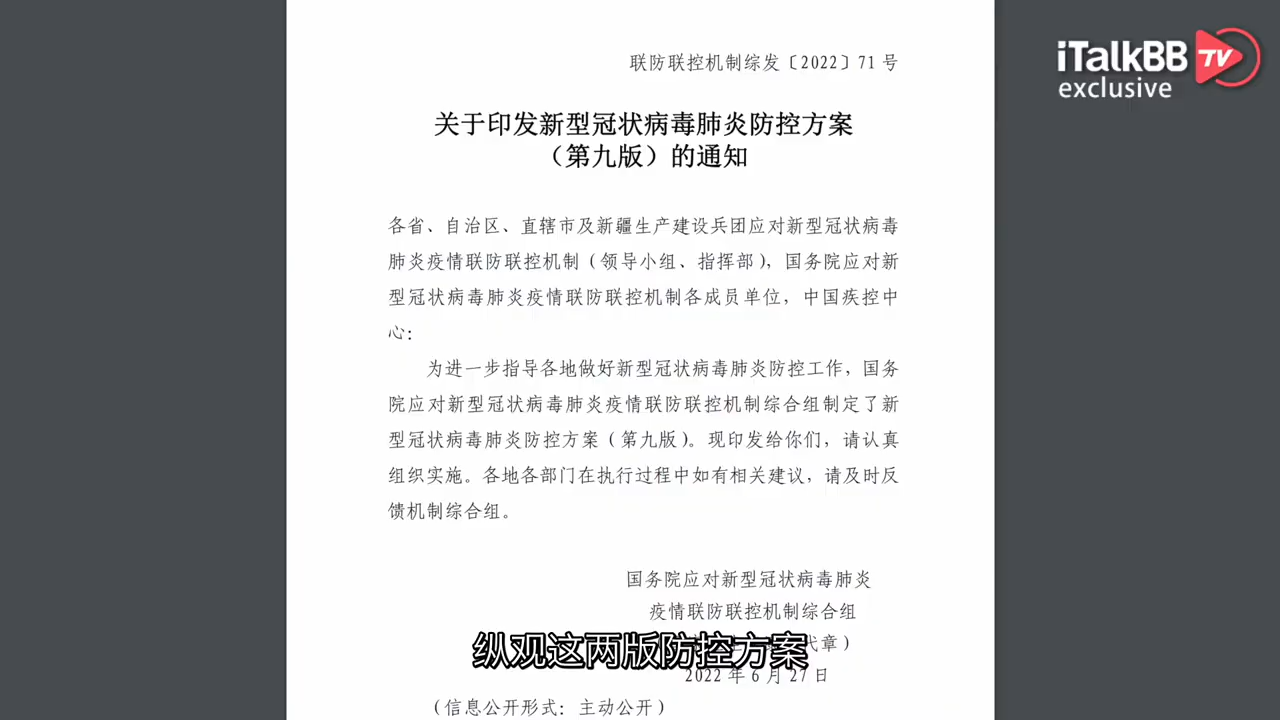 联防联控机制综发〔2022〕71 号
iTalkBB TV
exclusive
关于印发新型冠状病毒肺炎防控方案
（第九版）的通知
各省、自治区、直辖市及新疆生产建设兵团应对新型冠状病毒
肺炎疫情联防联控机制（领导小组、指挥部），国务院应对新
型冠状病毒肺炎疫情联防联控机制各成员单位，中国疾控中
心：
为进一步指导各地做好新型冠状病毒肺炎防控工作，国务
院应对新型冠状病毒肺炎疫情联防联控机制综合组制定了新
型冠状病毒肺炎防控方案（第九版）。现印发给你们，请认真
组织实施。各地各部门在执行过程中如有相关建议，请及时反
馈机制综合组。
国务院应对新型冠状病毒肺炎
疫情联防联控机制综合组
代章）
纵观这两版防控方案
2022 年 6 月 27 日
（信息公开形式：主动公开）